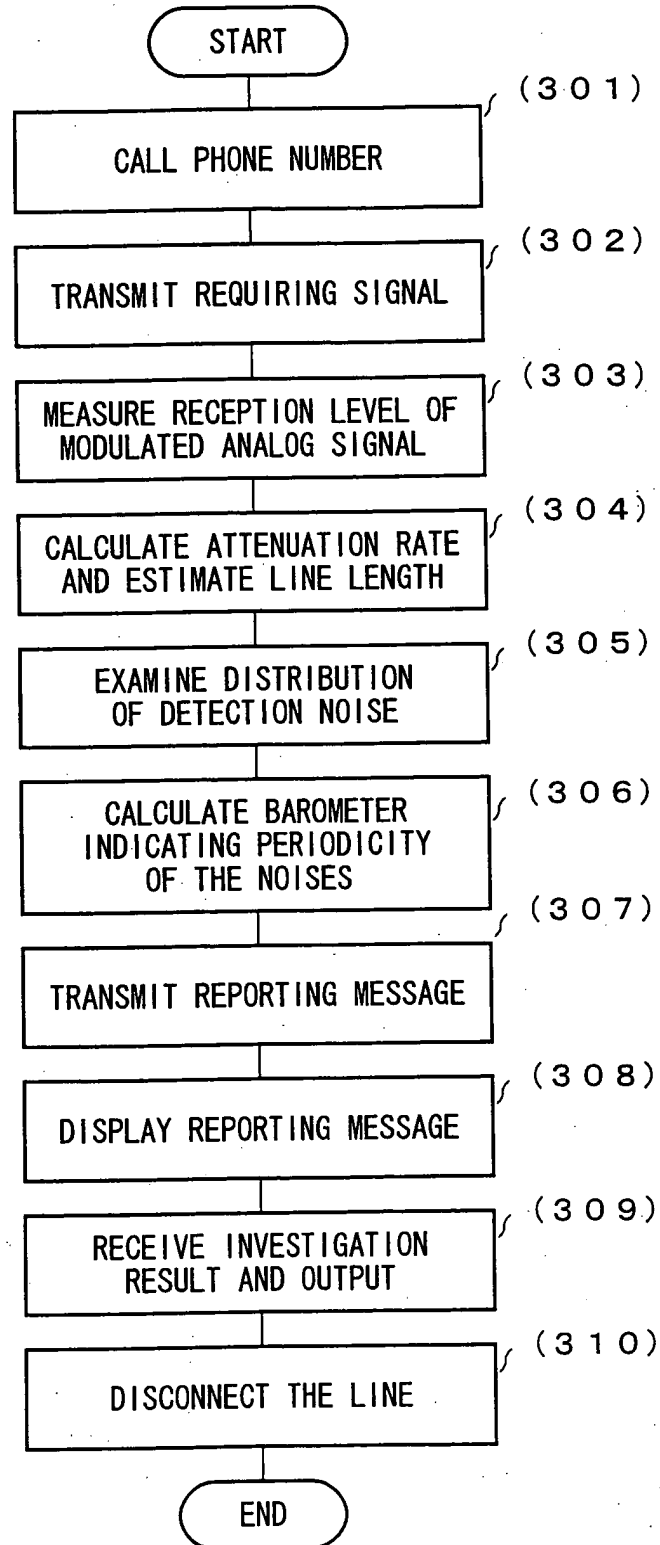 START
(301)
CALL PHONE NUMBER
(302)
TRANSMIT REQUIRING SIGNAL
(303)
MEASURE RECEPTION LEVEL OF
MODULATED ANALOG SIGNAL
(304)
CALCULATE ATTENUATION RATE
AND ESTIMATE LINE LENGTH
(305)
EXAMINE DISTRIBUTION
OF DETECTION NOISE
(306)
CALCULATE BAROMETER
INDICATING PERIODICITY
OF THE NOISES
(307)
TRANSMIT REPORTING MESSAGE
(308)
DISPLAY REPORTING MESSAGE
(309)
RECEIVE INVESTIGATION
RESULT AND OUTPUT
(310)
DISCONNECT THE LINE
END